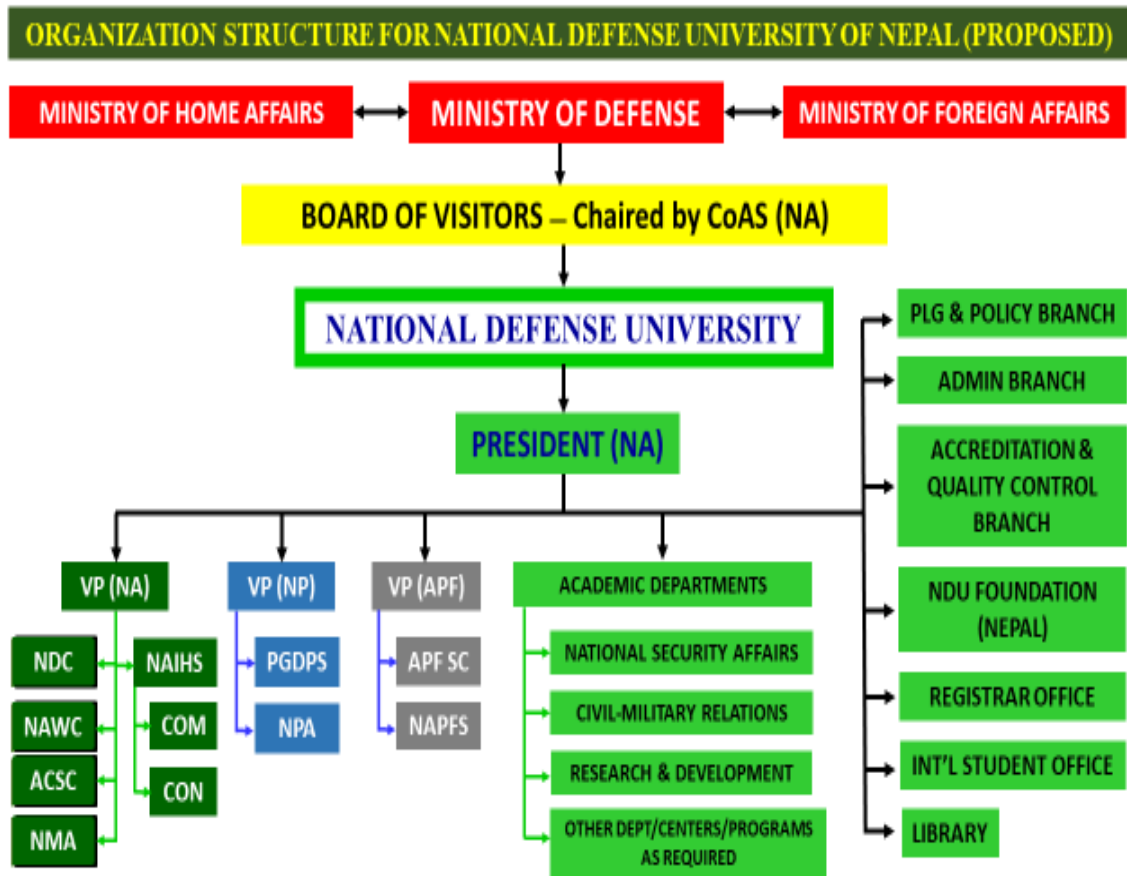 ORGANIZATION STRUCTURE FOR NATIONAL DEFENSE UNIVERSITY OF NEPAL (PROPOSED)
MINISTRY OF HOME AFFAIRS
MINISTRY OF DEFENSE
MINISTRY OF FOREIGN AFFAIRS
BOARD OF VISITORS – Chaired by CoAS (NA)
NATIONAL DEFENSE UNIVERSITY
PRESIDENT (NA)
VP (NA)
NDC
NAWC
ACSC
NMA
NAIHS
COM
CON
VP (NP)
PGDPS
NPA
VP (APF)
APF SC
NAPFS
ACADEMIC DEPARTMENTS
NATIONAL SECURITY AFFAIRS
CIVIL-MILITARY RELATIONS
RESEARCH & DEVELOPMENT
OTHER DEPT/CENTERS/PROGRAMS
AS REQUIRED
PLG & POLICY BRANCH
ADMIN BRANCH
ACCREDITATION &
QUALITY CONTROL
BRANCH
NDU FOUNDATION
(NEPAL)
REGISTRAR OFFICE
INT'L STUDENT OFFICE
LIBRARY